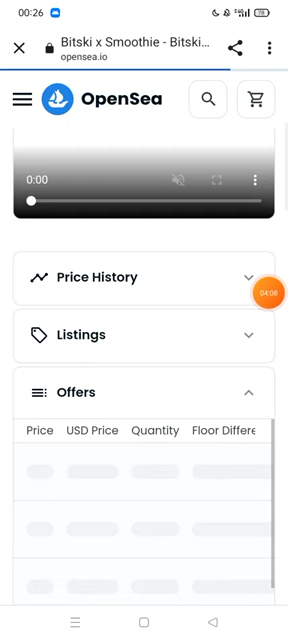 00:26
78
Bitski x Smoothie - Bitski...
opensea.io
OpenSea
0:00
Price History
04:08
Listings
Offers
Price USD Price Quantity Floor Differe